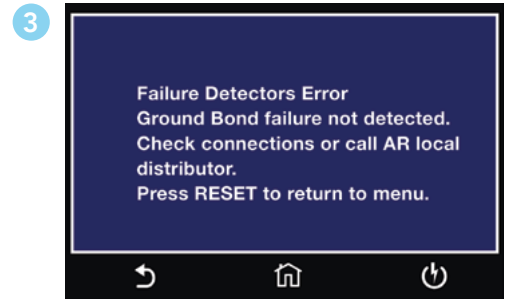 3
Failure Detectors Error
Ground Bond failure not detected.
Check connections or call AR local
distributor.
Press RESET to return to menu.